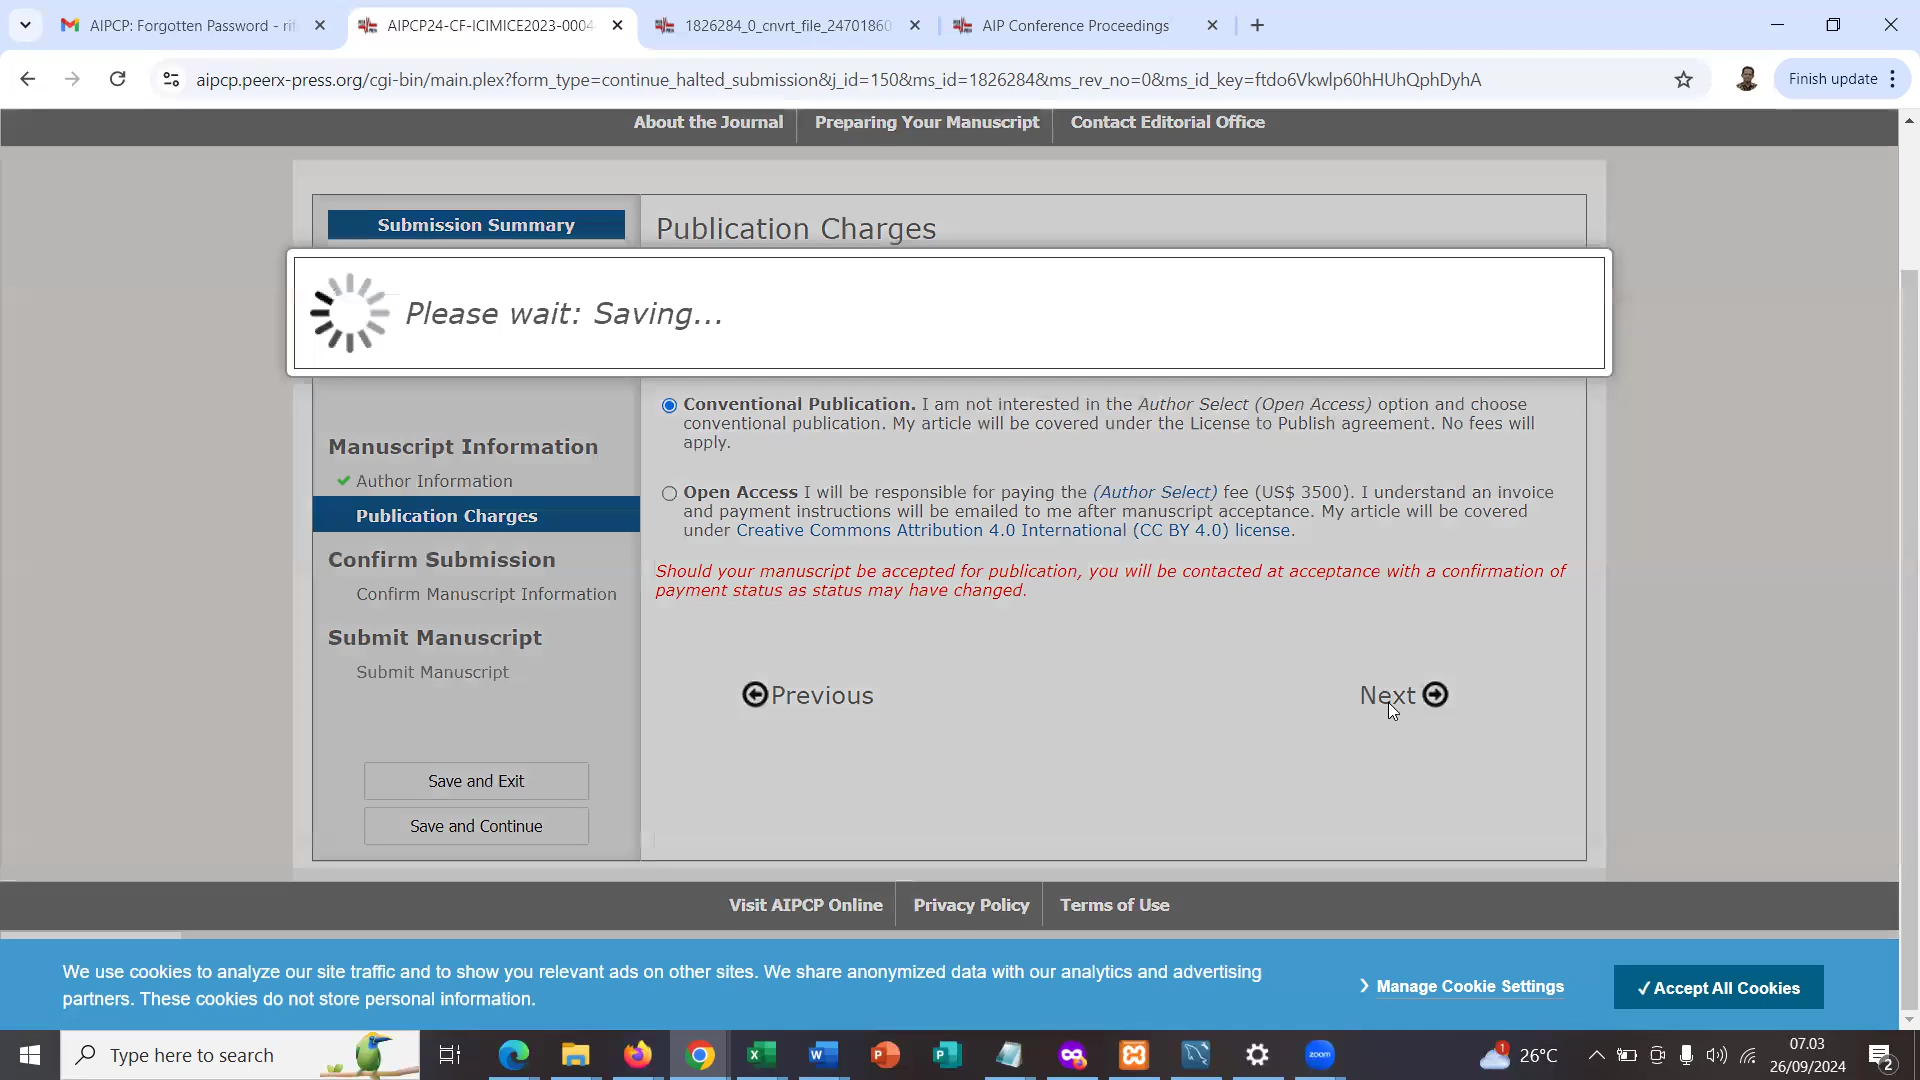 AIPCP: Forgotten Password - rif
AIPCP24-CF-ICIMICE2023-0004
1826284_0_cnvrt_file_24701860
AIP Conference Proceedings
aipcp.peerx-press.org/cgi-bin/main.plex?form_type=continue_halted_submission&j_id=150&ms_id=1826284&ms_rev_no=0&ms_id_key=ftdo6Vkwlp60hHUhQphDyhA
Finish update
About the Journal
Preparing Your Manuscript
Contact Editorial Office
Submission Summary
Publication Charges
Please wait: Saving...
Manuscript Information
Author Information
Publication Charges
Confirm Submission
Confirm Manuscript Information
Submit Manuscript
Submit Manuscript
Save and Exit
Save and Continue
Conventional Publication. I am not interested in the Author Select (Open Access) option and choose
conventional publication. My article will be covered under the License to Publish agreement. No fees will
apply.
Open Access I will be responsible for paying the (Author Select) fee (US$ 3500). I understand an invoice
and payment instructions will be emailed to me after manuscript acceptance. My article will be covered
under Creative Commons Attribution 4.0 International (CC BY 4.0) license.
Should your manuscript be accepted for publication, you will be contacted at acceptance with a confirmation of
payment status as status may have changed.
Previous
Next
Visit AIPCP Online
Privacy Policy
Terms of Use
We use cookies to analyze our site traffic and to show you relevant ads on other sites. We share anonymized data with our analytics and advertising
partners. These cookies do not store personal information.
Manage Cookie Settings
✓ Accept All Cookies
Type here to search
zoom
1
26°C
07.03
26/09/2024
2